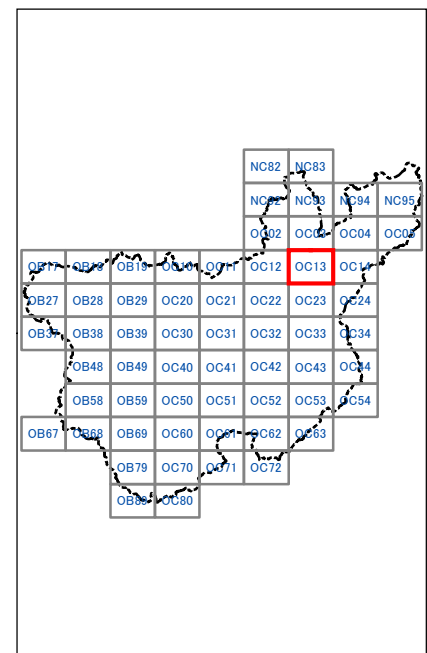 NC82 NC83
NC92 NC93 NC94 NC95
OC02 OC03 OC04 OC05
OB17 OB18 OB19 OC10 OC11 OC12 OC13 OC14
OB27 OB28 OB29 OC20 OC21 OC22 OC23 OC24
OB37 OB38 OB39 OC30 OC31 OC32 OC33 OC34
OB48 OB49 OC40 OC41 OC42 OC43 OC44
OB58 OB59 OC50 OC51 OC52 OC53 OC54
OB67 OB68 OB69 OC60 OC61 OC62 OC63
OB79 OC70 OC71 OC72
OB89 OC80